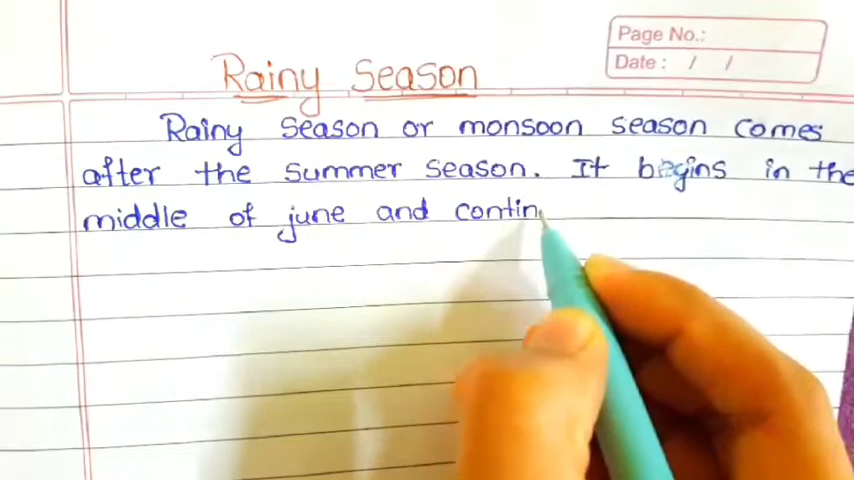 Page No.:
Date: / /
Rainy Season
Rainy season or monsoon season comes
after the summer season. It begins in the
middle of june and contin